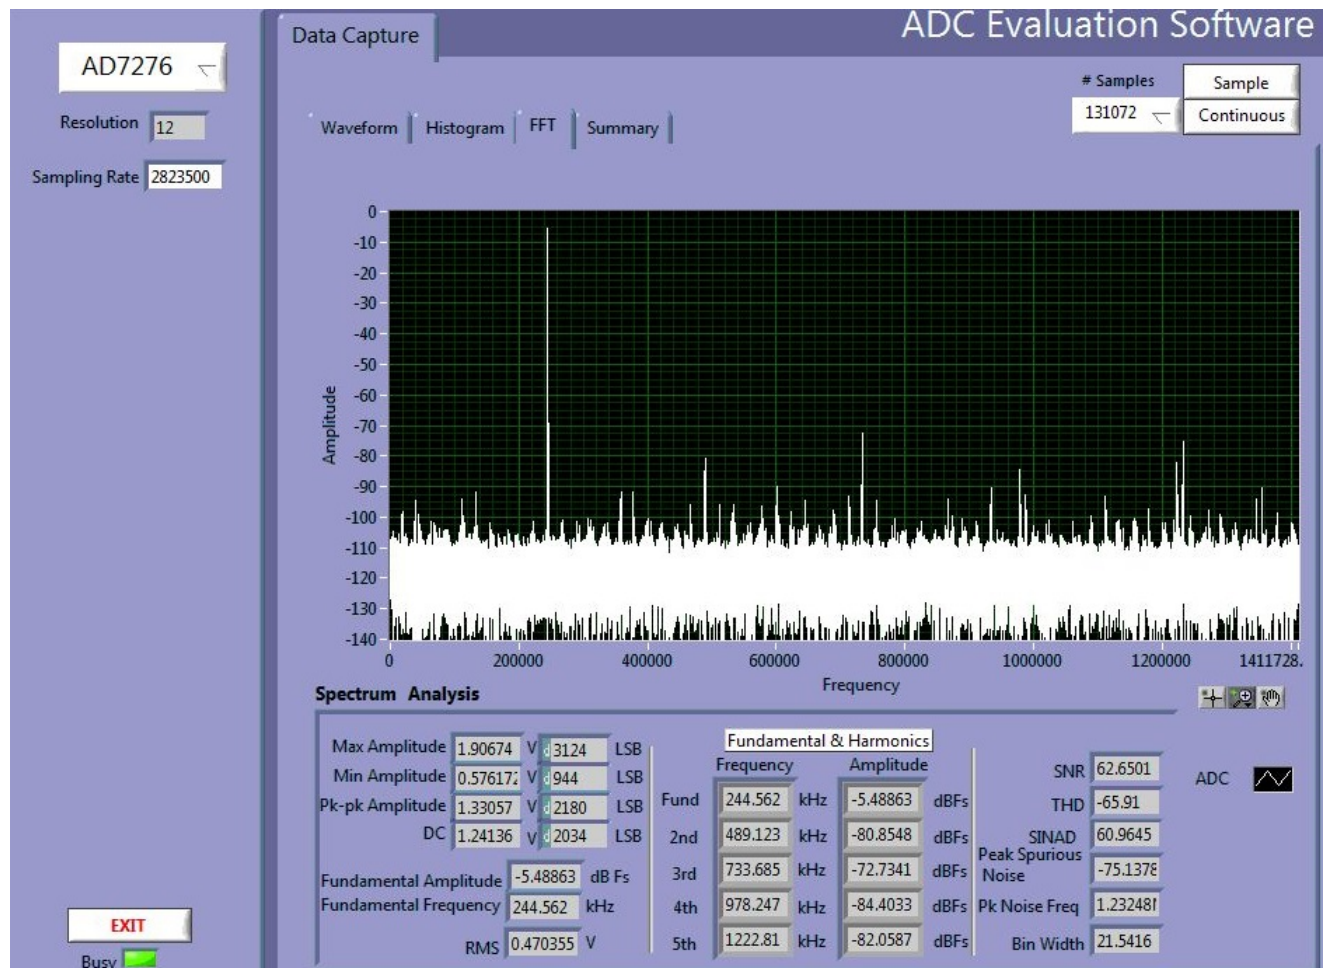 ADC Evaluation Software
Data Capture
AD7276
Resolution 12
Sampling Rate 2823500
# Samples
131072
Sample
Continuous
Waveform Histogram FFT Summary
0
-10
-20
-30
-40
-50
-60
-70
-80
-90
-100
-110
-120
-130
-140
Amplitude
0 200000 400000 600000 800000 1000000 1200000 1411728.
Frequency
Spectrum Analysis
Max Amplitude 1.90674 V d 3124 LSB
Min Amplitude 0.576172 V d 944 LSB
Pk-pk Amplitude 1.33057 V d 2180 LSB
DC 1.24136 V d 2034 LSB
Fundamental Amplitude -5.48863 dB Fs
Fundamental Frequency 244.562 kHz
RMS 0.470355 V
Fundamental & Harmonics
Frequency Amplitude
Fund 244.562 kHz -5.48863 dBFs
2nd 489.123 kHz -80.8548 dBFs
3rd 733.685 kHz -72.7341 dBFs
4th 978.247 kHz -84.4033 dBFs
5th 1222.81 kHz -82.0587 dBFs
SNR 62.6501
THD -65.91
SINAD 60.9645
Peak Spurious
Noise -75.1378
Pk Noise Freq 1.23248M
Bin Width 21.5416
ADC
EXIT
Busy